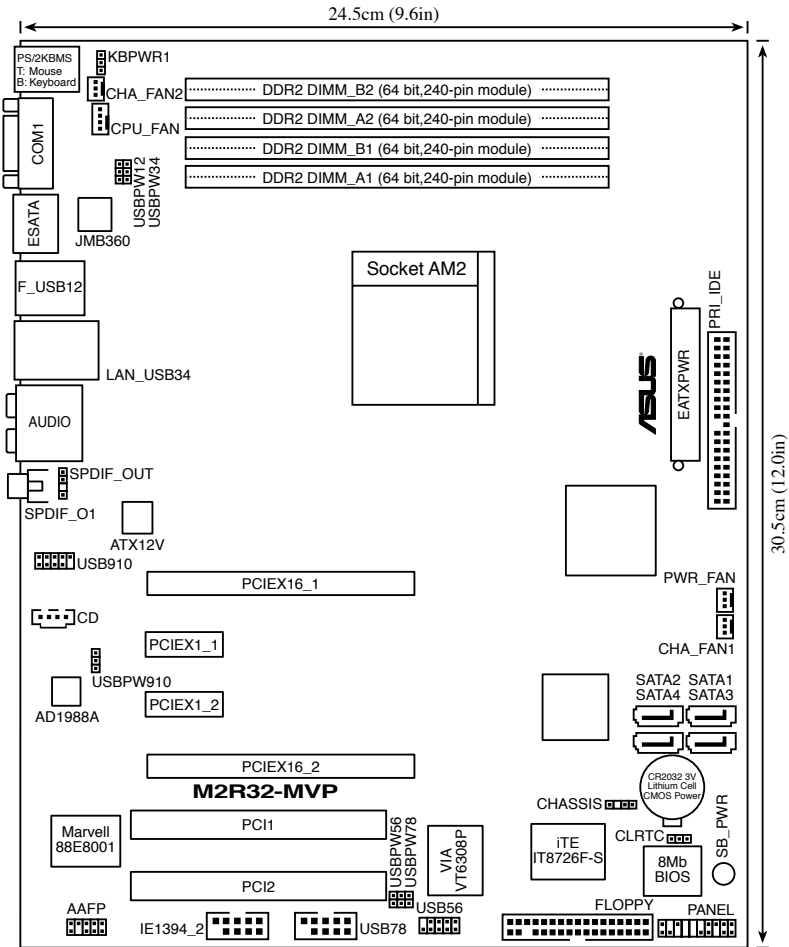 24.5cm (9.6in)
PS/2KBMS
T: Mouse
B: Keyboard
KBPWR1
CHA_FAN2
CPU_FAN
DDR2 DIMM_B2 (64 bit,240-pin module)
DDR2 DIMM_A2 (64 bit,240-pin module)
DDR2 DIMM_B1 (64 bit,240-pin module)
DDR2 DIMM_A1 (64 bit,240-pin module)
COM1
USBPW12
USBPW34
ESATA
JMB360
F_USB12
Socket AM2
LAN_USB34
AUDIO
ASUS
EATXPWR
PRI_IDE
30.5cm (12.0in)
SPDIF_OUT
SPDIF_O1
ATX12V
USB910
PCIEX16_1
PWR_FAN
CD
PCIEX1_1
CHA_FAN1
USBPW910
AD1988A
PCIEX1_2
SATA2 SATA1
SATA4 SATA3
PCIEX16_2
M2R32-MVP
CR2032 3V
Lithium Cell
CMOS Power
CHASSIS
Marvell
88E8001
PCI1
USBPW56
USBPW78
VIA
VT6308P
iTE
IT8726F-S
CLRTC
8Mb
BIOS
SB_PWR
PCI2
AAFP
IE1394_2
USB78
USB56
FLOPPY
PANEL